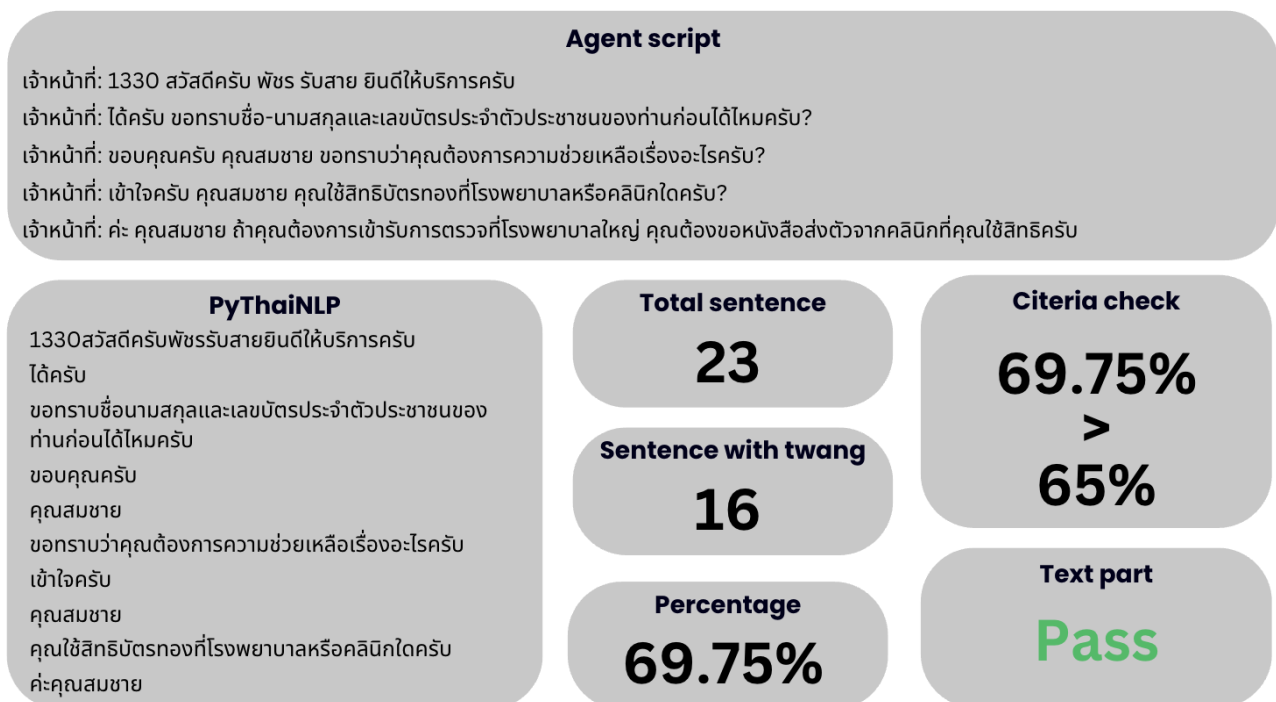 Agent script
เจ้าหน้าที่: 1330 สวัสดีครับ พัชร รับสาย ยินดีให้บริการครับ
เจ้าหน้าที่: ได้ครับ ขอทราบชื่อ-นามสกุลและเลขบัตรประจำตัวประชาชนของท่านก่อนได้ไหมครับ?
เจ้าหน้าที่: ขอบคุณครับ คุณสมชาย ขอทราบว่าคุณต้องการความช่วยเหลือเรื่องอะไรครับ?
เจ้าหน้าที่: เข้าใจครับ คุณสมชาย คุณใช้สิทธิบัตรทองที่โรงพยาบาลหรือคลินิกใดครับ?
เจ้าหน้าที่: ค่ะ คุณสมชาย ถ้าคุณต้องการเข้ารับการตรวจที่โรงพยาบาลใหญ่ คุณต้องขอหนังสือส่งตัวจากคลินิกที่คุณใช้สิทธิครับ
PyThaiNLP
1330สวัสดีครับพัชรรับสายยินดีให้บริการครับ
ได้ครับ
ขอทราบชื่อนามสกุลและเลขบัตรประจำตัวประชาชนของ
ท่านก่อนได้ไหมครับ
ขอบคุณครับ
คุณสมชาย
ขอทราบว่าคุณต้องการความช่วยเหลือเรื่องอะไรครับ
เข้าใจครับ
คุณสมชาย
คุณใช้สิทธิบัตรทองที่โรงพยาบาลหรือคลินิกใดครับ
ค่ะคุณสมชาย
Total sentence
23
Sentence with twang
16
Percentage
69.75%
Citeria check
69.75%
>
65%
Text part
Pass